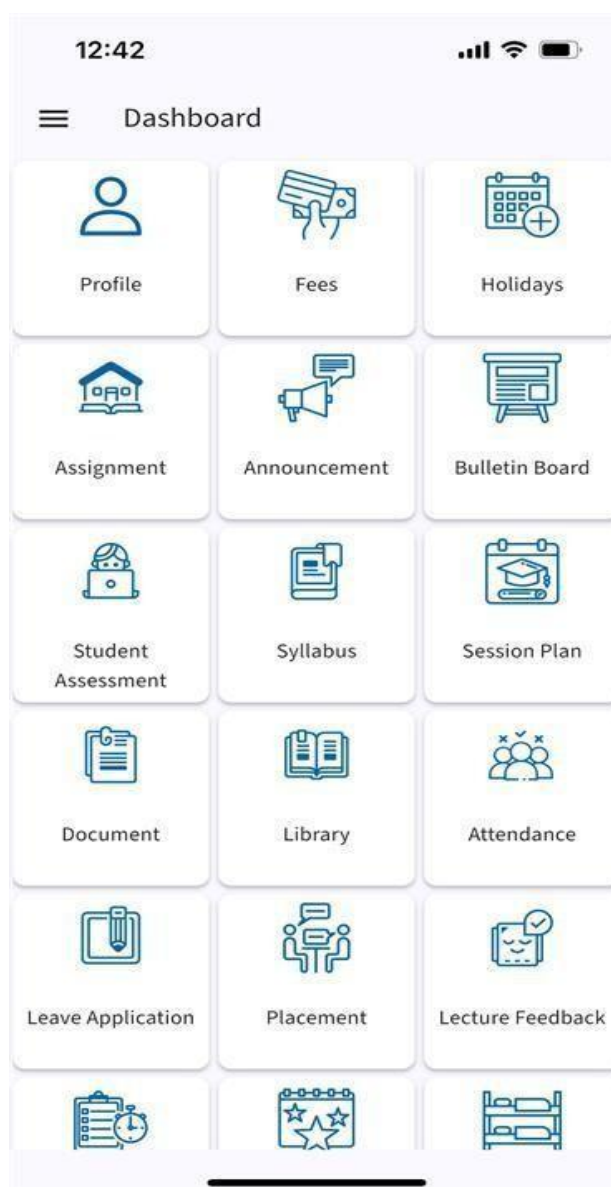 12:42
Dashboard
Profile
Fees
Holidays
Assignment
Announcement
Bulletin Board
Student
Assessment
Syllabus
Session Plan
Document
Library
Attendance
Leave Application
Placement
Lecture Feedback